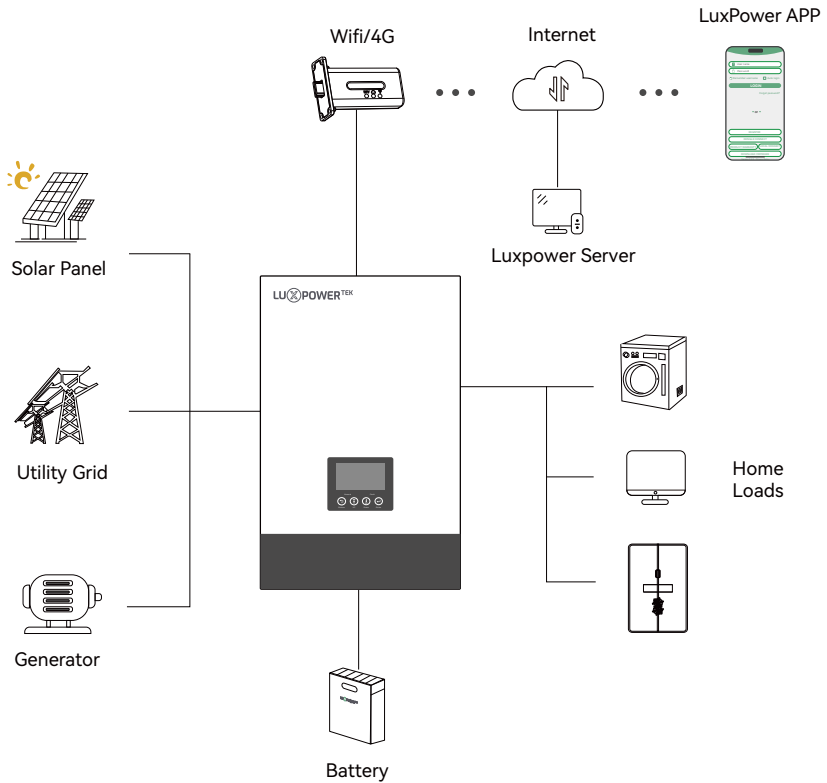 LuxPower APP
Wifi/4G
Internet
Luxpower Server
Solar Panel
LUXPOWERTEK
Utility Grid
Home
Loads
Generator
Battery